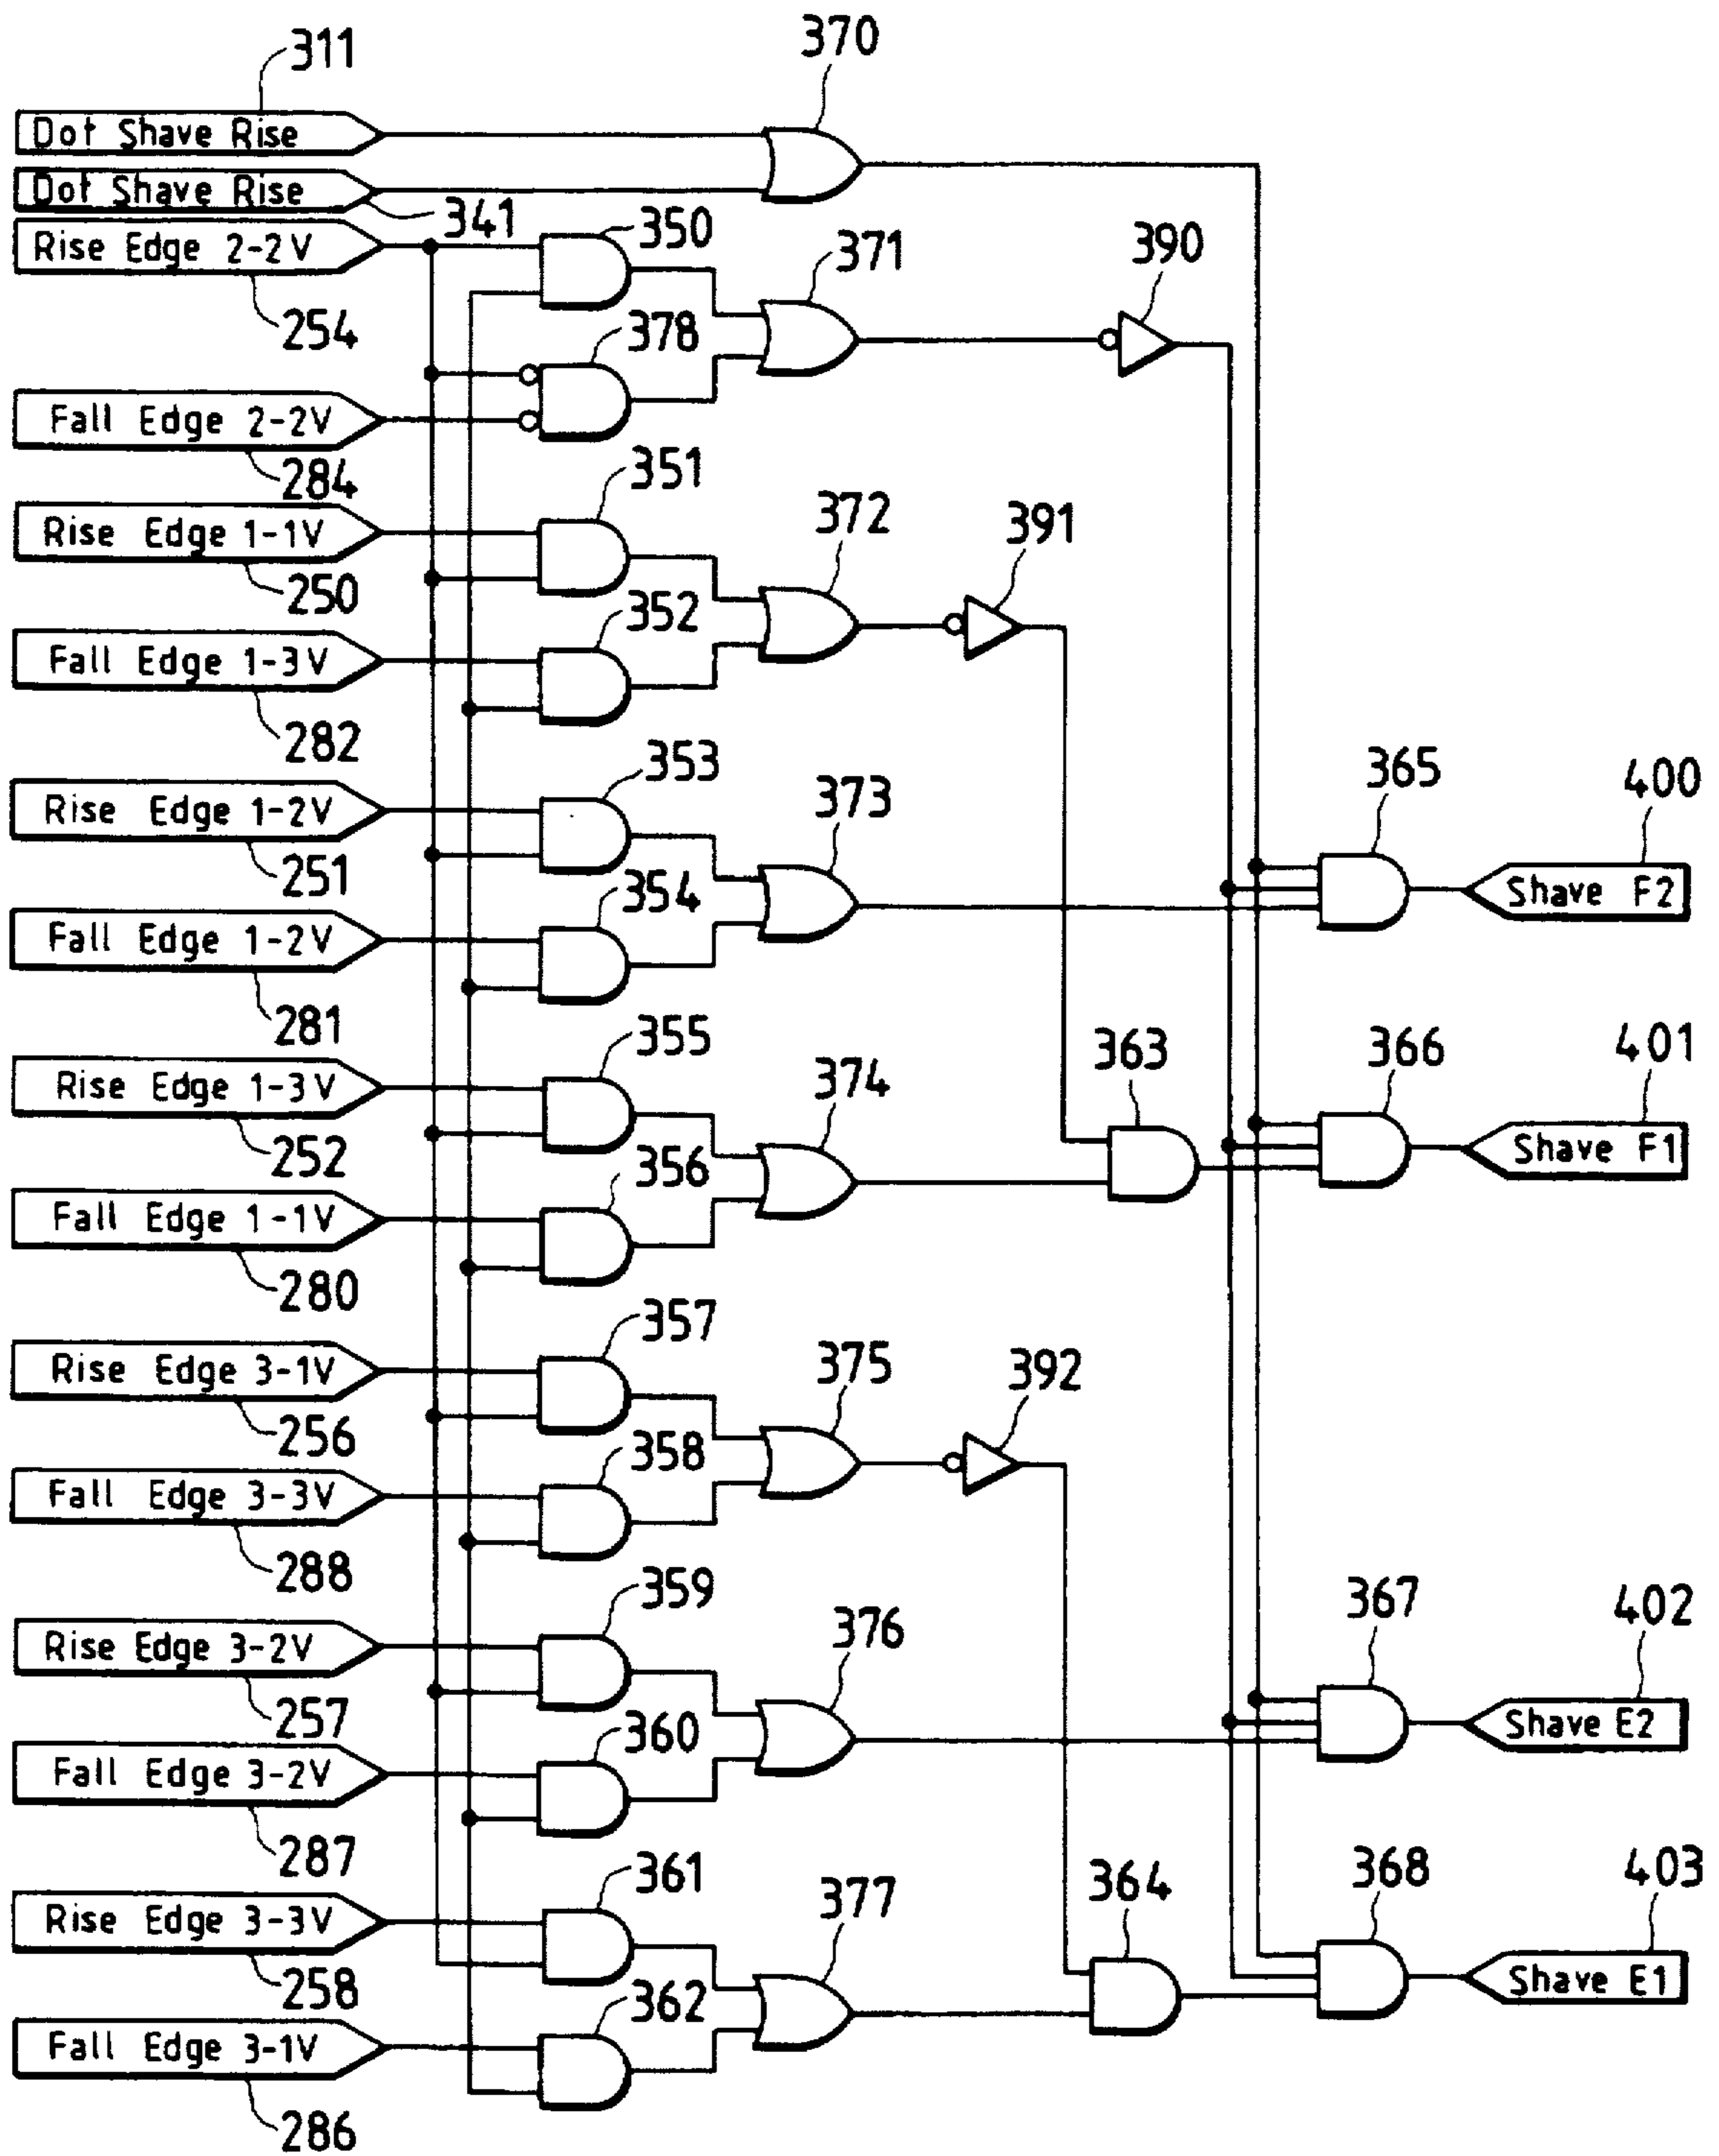 311
370
Dot Shave Rise
Dot Shave Rise
341
350
Rise Edge 2-2V
254
371
390
378
Fall Edge 2-2V
284
351
Rise Edge 1-1V
250
372
391
352
Fall Edge 1-3V
282
353
365
400
Rise Edge 1-2V
251
373
354
Shave F2
Fall Edge 1-2V
281
355
363
366
401
Rise Edge 1-3V
252
374
356
Shave F1
Fall Edge 1-1V
280
357
Rise Edge 3-1V
256
375
392
358
Fall Edge 3-3V
288
359
367
402
Rise Edge 3-2V
257
376
360
Shave E2
Fall Edge 3-2V
287
361
364
368
403
Rise Edge 3-3V
258
377
362
Shave E1
Fall Edge 3-1V
286